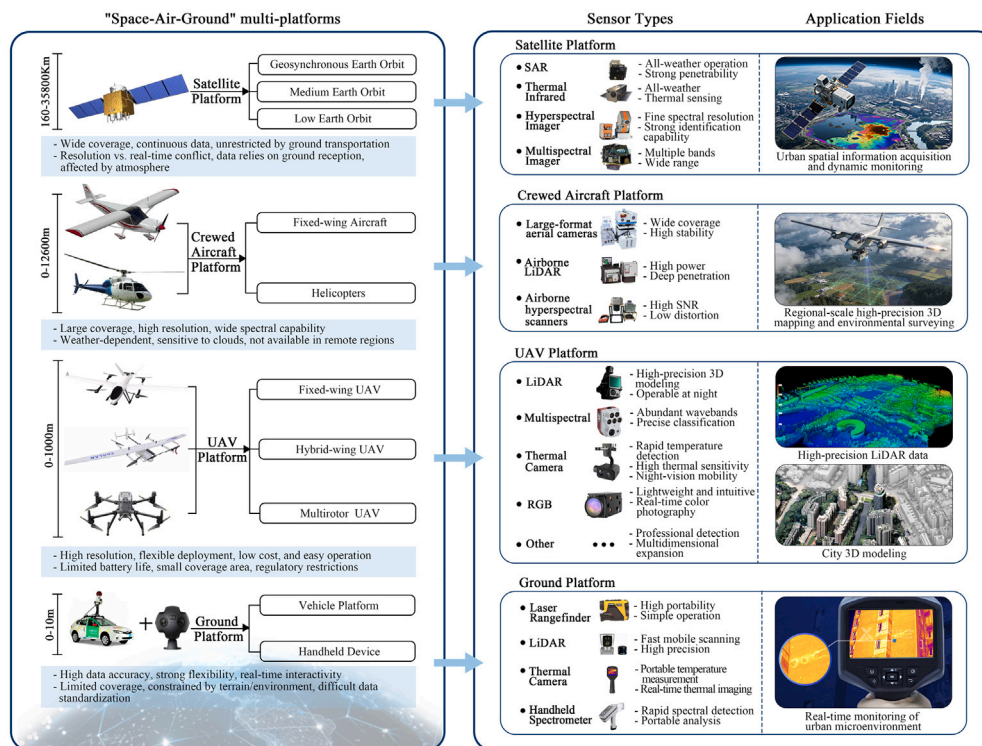 "Space-Air-Ground" multi-platforms
160-35800Km
Satellite
Platform
Geosynchronous Earth Orbit
Medium Earth Orbit
Low Earth Orbit
- Wide coverage, continuous data, unrestricted by ground transportation
- Resolution vs. real-time conflict, data relies on ground reception,
affected by atmosphere
0-12600m
Crewed
Aircraft
Platform
Fixed-wing Aircraft
Helicopters
- Large coverage, high resolution, wide spectral capability
- Weather-dependent, sensitive to clouds, not available in remote regions
0-1000m
UAV
Platform
Fixed-wing UAV
Hybrid-wing UAV
Multirotor UAV
- High resolution, flexible deployment, low cost, and easy operation
- Limited battery life, small coverage area, regulatory restrictions
0-10m
+
Ground
Platform
Vehicle Platform
Handheld Device
- High data accuracy, strong flexibility, real-time interactivity
- Limited coverage, constrained by terrain/environment, difficult data
standardization
Sensor Types
Application Fields
Satellite Platform
• SAR
- All-weather operation
- Strong penetrability
• Thermal
Infrared
- All-weather
- Thermal sensing
• Hyperspectral
Imager
- Fine spectral resolution
- Strong identification
capability
• Multispectral
Imager
- Multiple bands
- Wide range
Urban spatial information acquisition
and dynamic monitoring
Crewed Aircraft Platform
• Large-format
aerial cameras
- Wide coverage
- High stability
• Airborne
LiDAR
- High power
- Deep penetration
• Airborne
hyperspectral
scanners
- High SNR
- Low distortion
Regional-scale high-precision 3D
mapping and environmental surveying
UAV Platform
• LiDAR
- High-precision 3D
modeling
- Operable at night
• Multispectral
- Abundant wavebands
- Precise classification
• Thermal
Camera
- Rapid temperature
detection
- High thermal sensitivity
- Night-vision mobility
• RGB
- Lightweight and intuitive
- Real-time color
photography
• Other
•••
- Professional detection
- Multidimensional
expansion
High-precision LiDAR data
City 3D modeling
Ground Platform
• Laser
Rangefinder
- High portability
- Simple operation
• LiDAR
- Fast mobile scanning
- High precision
• Thermal
Camera
- Portable temperature
measurement
- Real-time thermal imaging
• Handheld
Spectrometer
- Rapid spectral detection
- Portable analysis
Real-time monitoring of
urban microenvironment